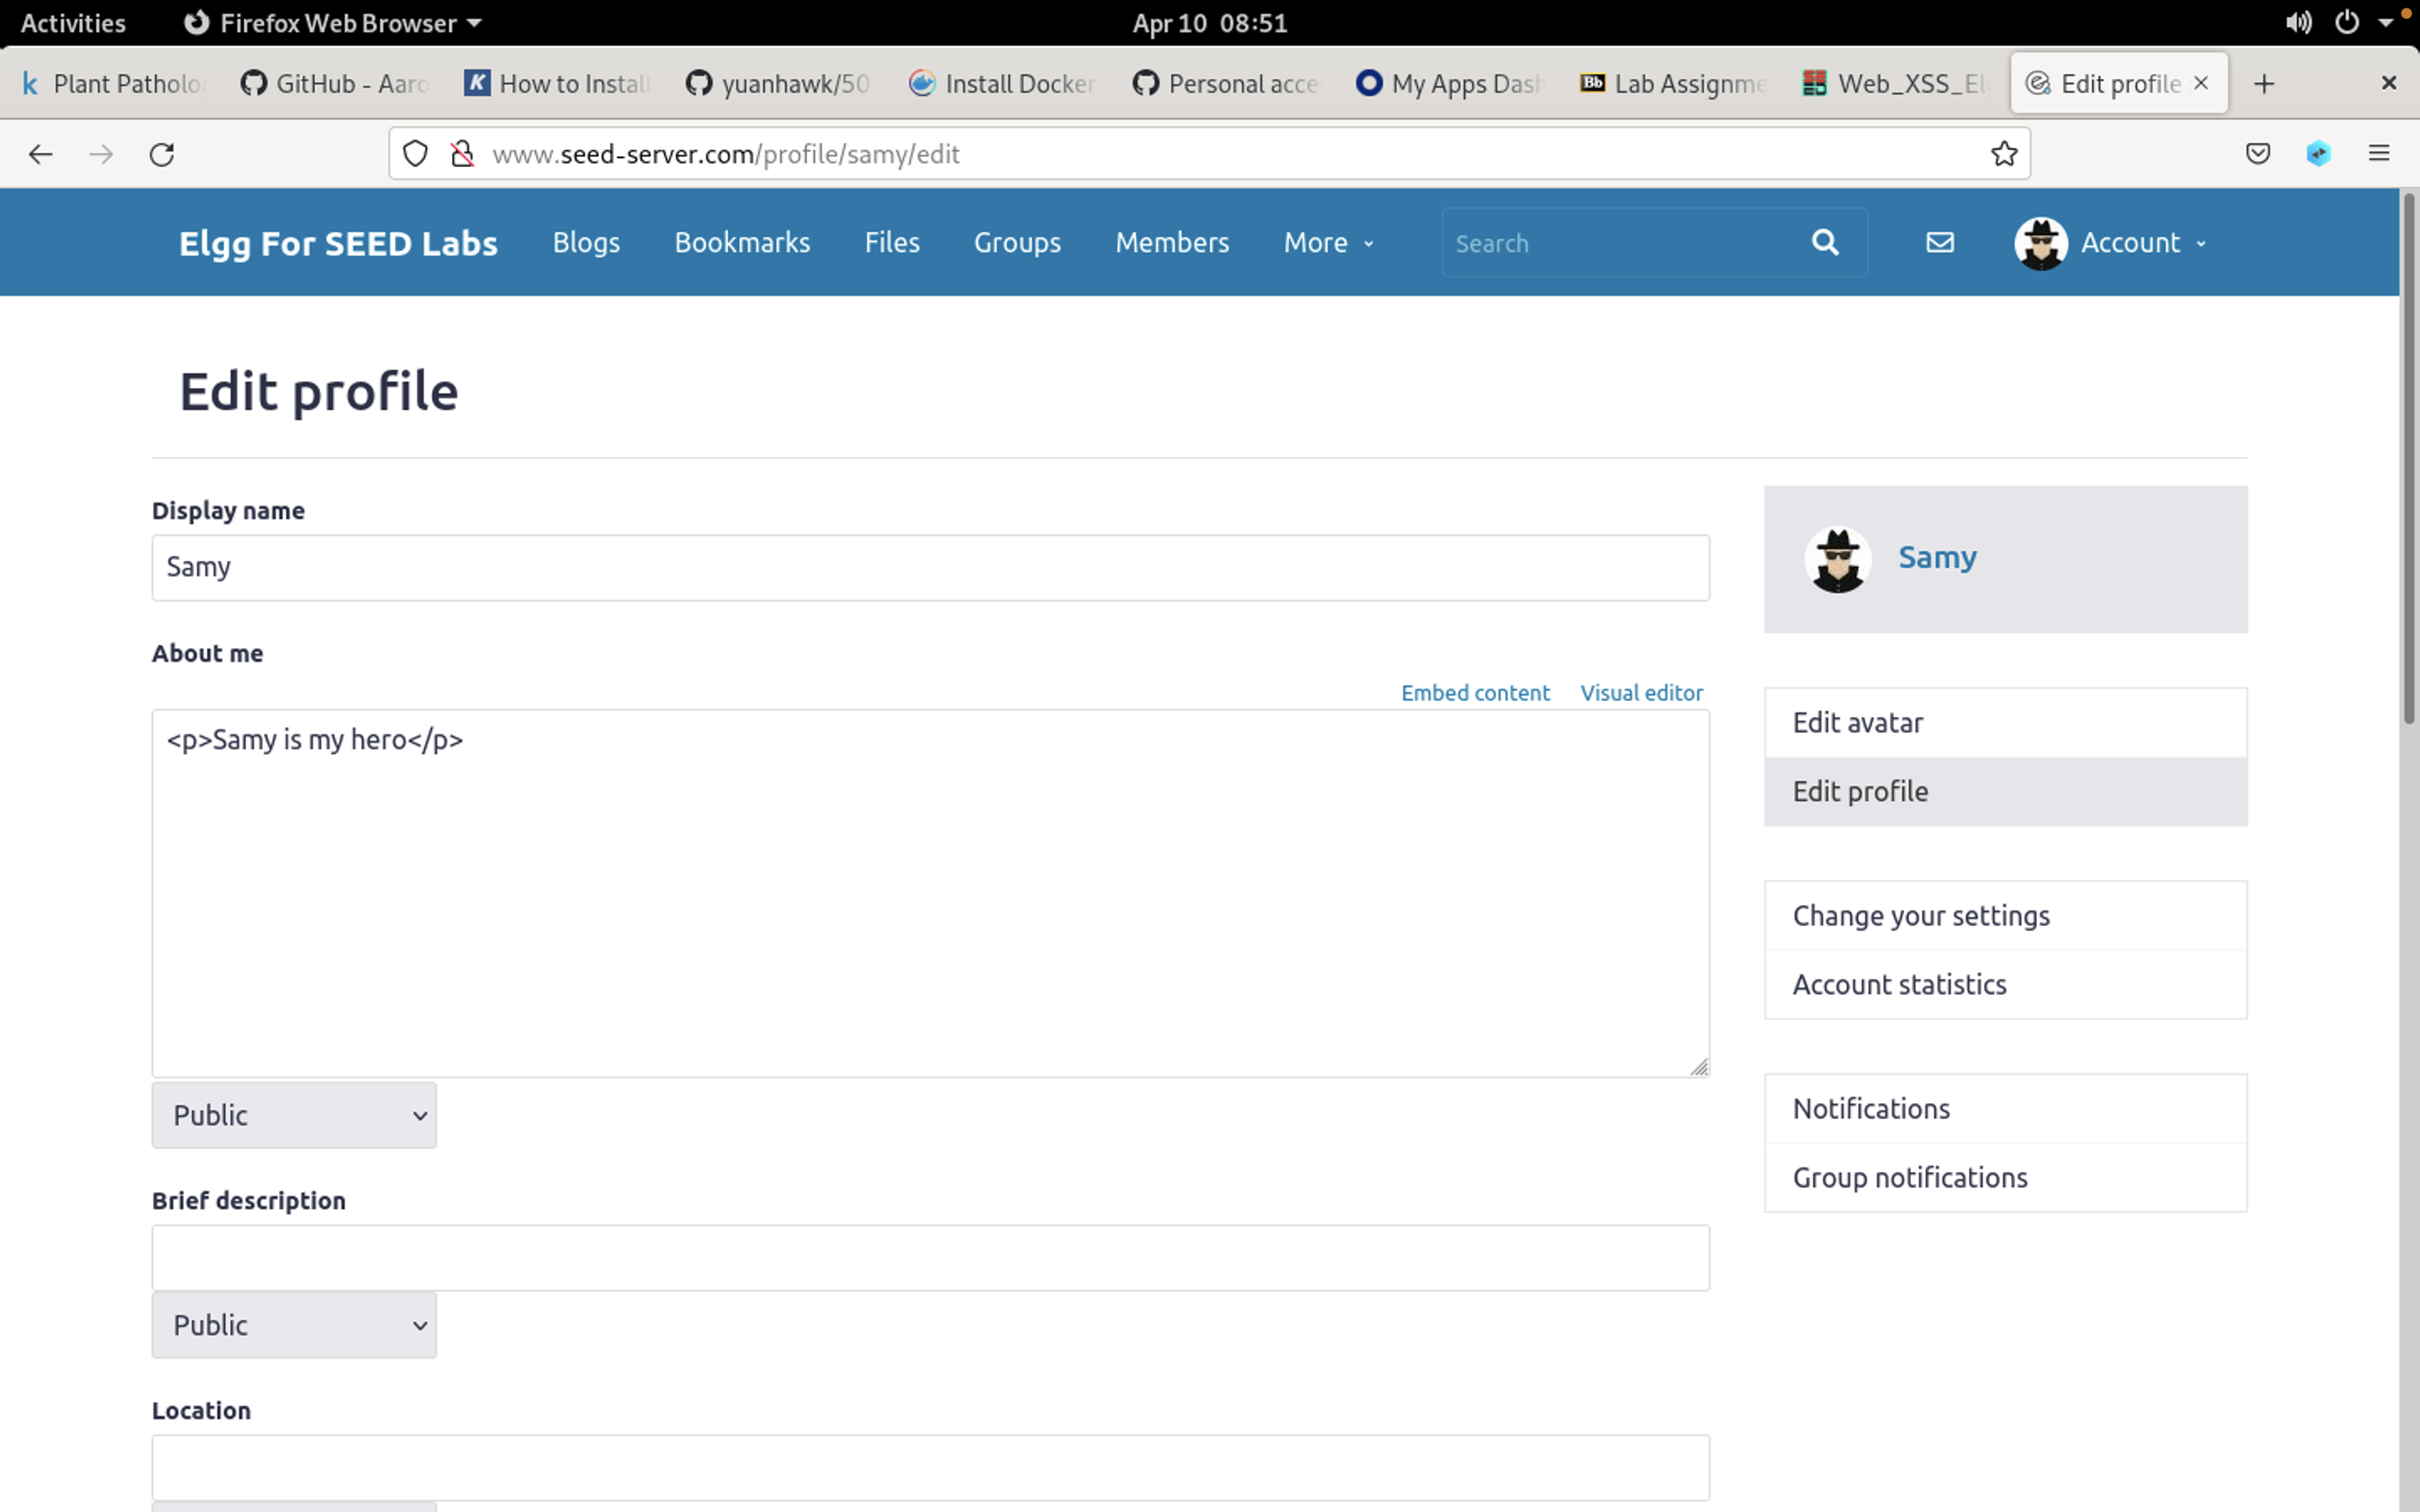 Activities Firefox Web Browser Apr 10 08:51
k Plant Patholo GitHub - Aaro K How to Install yuanhawk/50 Install Docker Personal acce My Apps Dash Bb Lab Assignme Web_XSS_El Edit profile
www.seed-server.com/profile/samy/edit
Elgg For SEED Labs Blogs Bookmarks Files Groups Members More Search Account
Edit profile
Display name
Samy
Samy
About me
Embed content Visual editor
<p>Samy is my hero</p>
Edit avatar
Edit profile
Change your settings
Account statistics
Public
Notifications
Group notifications
Brief description
Public
Location